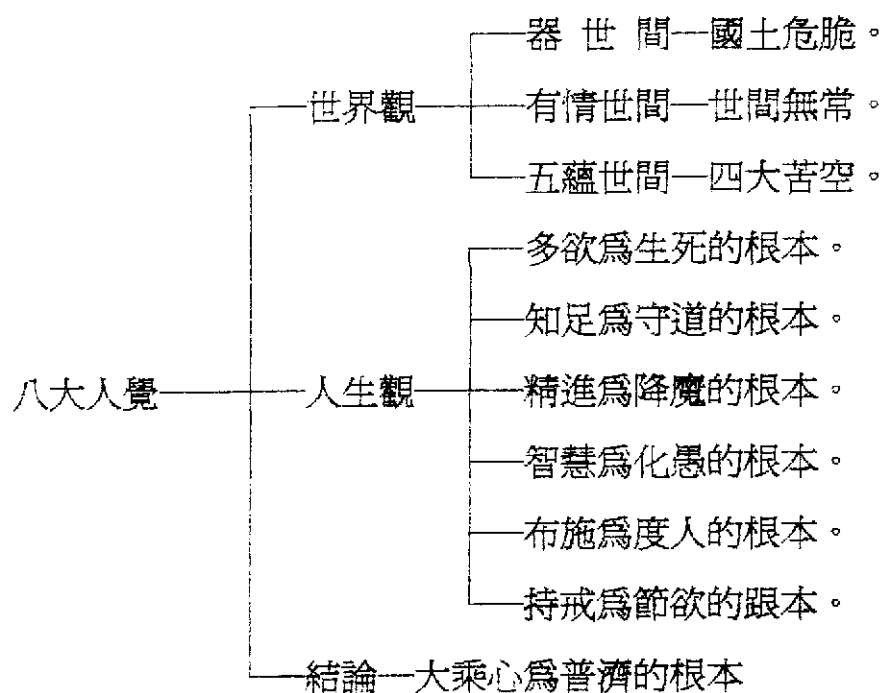 器世間—國土危脆。
世界觀 有情世間—世間無常。
五蘊世間—四大苦空。
多欲爲生死的根本。
知足爲守道的根本。
八大人覺 人生觀 精進爲降魔的根本。
智慧爲化愚的根本。
布施爲度人的根本。
持戒爲節欲的跟本。
結論—大乘心爲普濟的根本